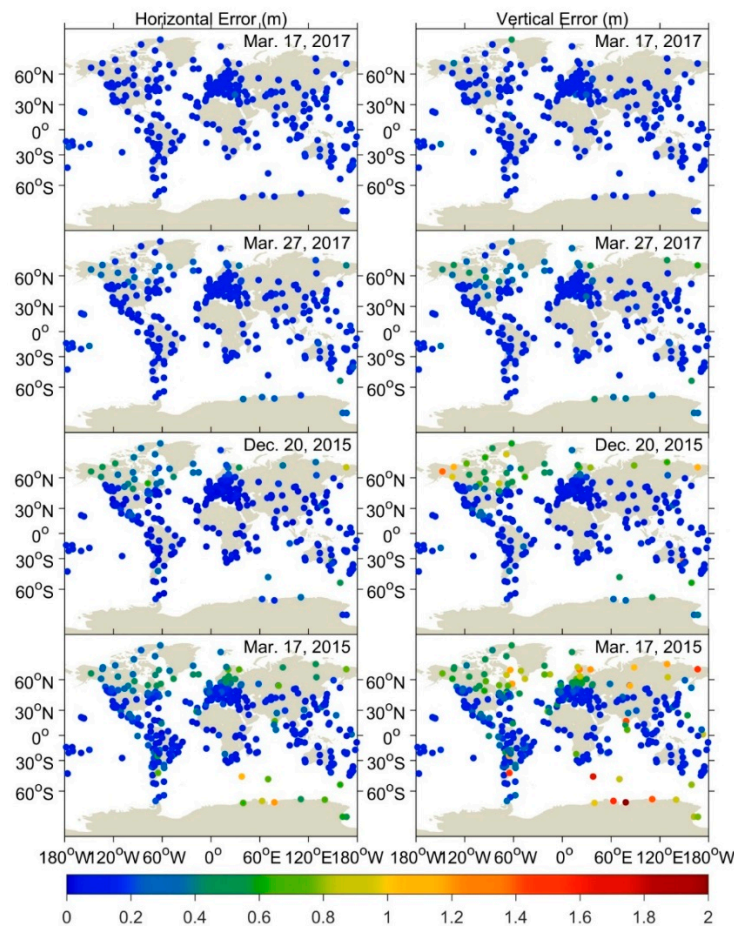 Horizontal Error (m) Vertical Error (m)
Mar. 17, 2017 Mar. 17, 2017
60°N 60°N
30°N 30°N
0° 0°
30°S 30°S
60°S 60°S
Mar. 27, 2017 Mar. 27, 2017
60°N 60°N
30°N 30°N
0° 0°
30°S 30°S
60°S 60°S
Dec. 20, 2015 Dec. 20, 2015
60°N 60°N
30°N 30°N
0° 0°
30°S 30°S
60°S 60°S
Mar. 17, 2015 Mar. 17, 2015
60°N 60°N
30°N 30°N
0° 0°
30°S 30°S
60°S 60°S
180°W 120°W 60°W 0° 60°E 120°E 180°W 180°W 120°W 60°W 0° 60°E 120°E 180°W
0 0.2 0.4 0.6 0.8 1 1.2 1.4 1.6 1.8 2